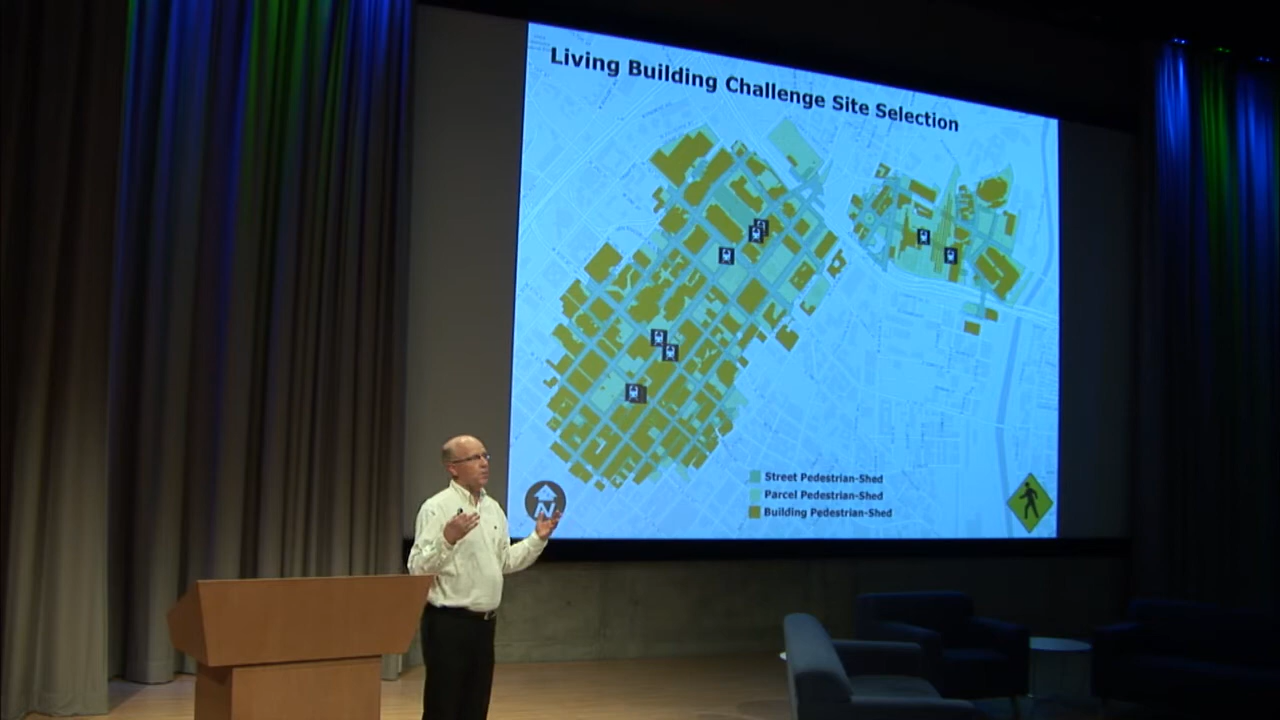 Living Building Challenge Site Selection
N
Street Pedestrian-Shed
Parcel Pedestrian-Shed
Building Pedestrian-Shed